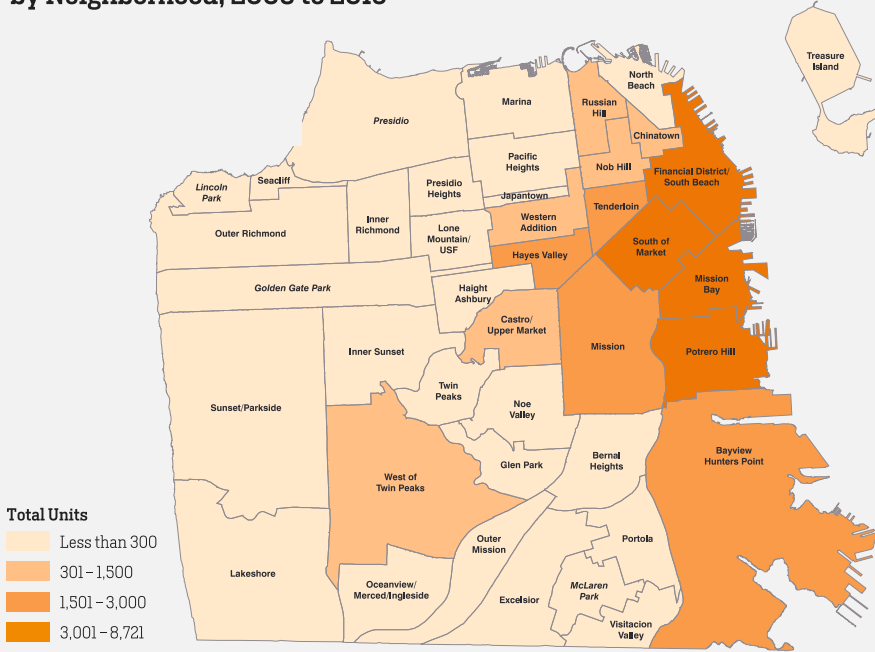 by Neighborhood, 2005 to 2018
Treasure
Island
North
Beach
Marina
Russian
Hill
Presidio
Chinatown
Pacific
Heights
Nob Hill
Financial District/
South Beach
Seacliff
Lincoln
Park
Presidio
Heights
Japantown
Tenderloin
Outer Richmond
Inner
Richmond
Lone
Mountain/
USF
Western
Addition
South of
Market
Hayes Valley
Mission
Bay
Golden Gate Park
Haight
Ashbury
Castro/
Upper Market
Inner Sunset
Mission
Potrero Hill
Twin
Peaks
Sunset/Parkside
Noe
Valley
Bayview
Hunters Point
Bernal
Heights
Glen Park
West of
Twin Peaks
Outer
Mission
Portola
Lakeshore
Oceanview/
Merced/Ingleside
McLaren
Park
Excelsior
Visitacion
Valley
Total Units
Less than 300
301–1,500
1,501–3,000
3,001–8,721